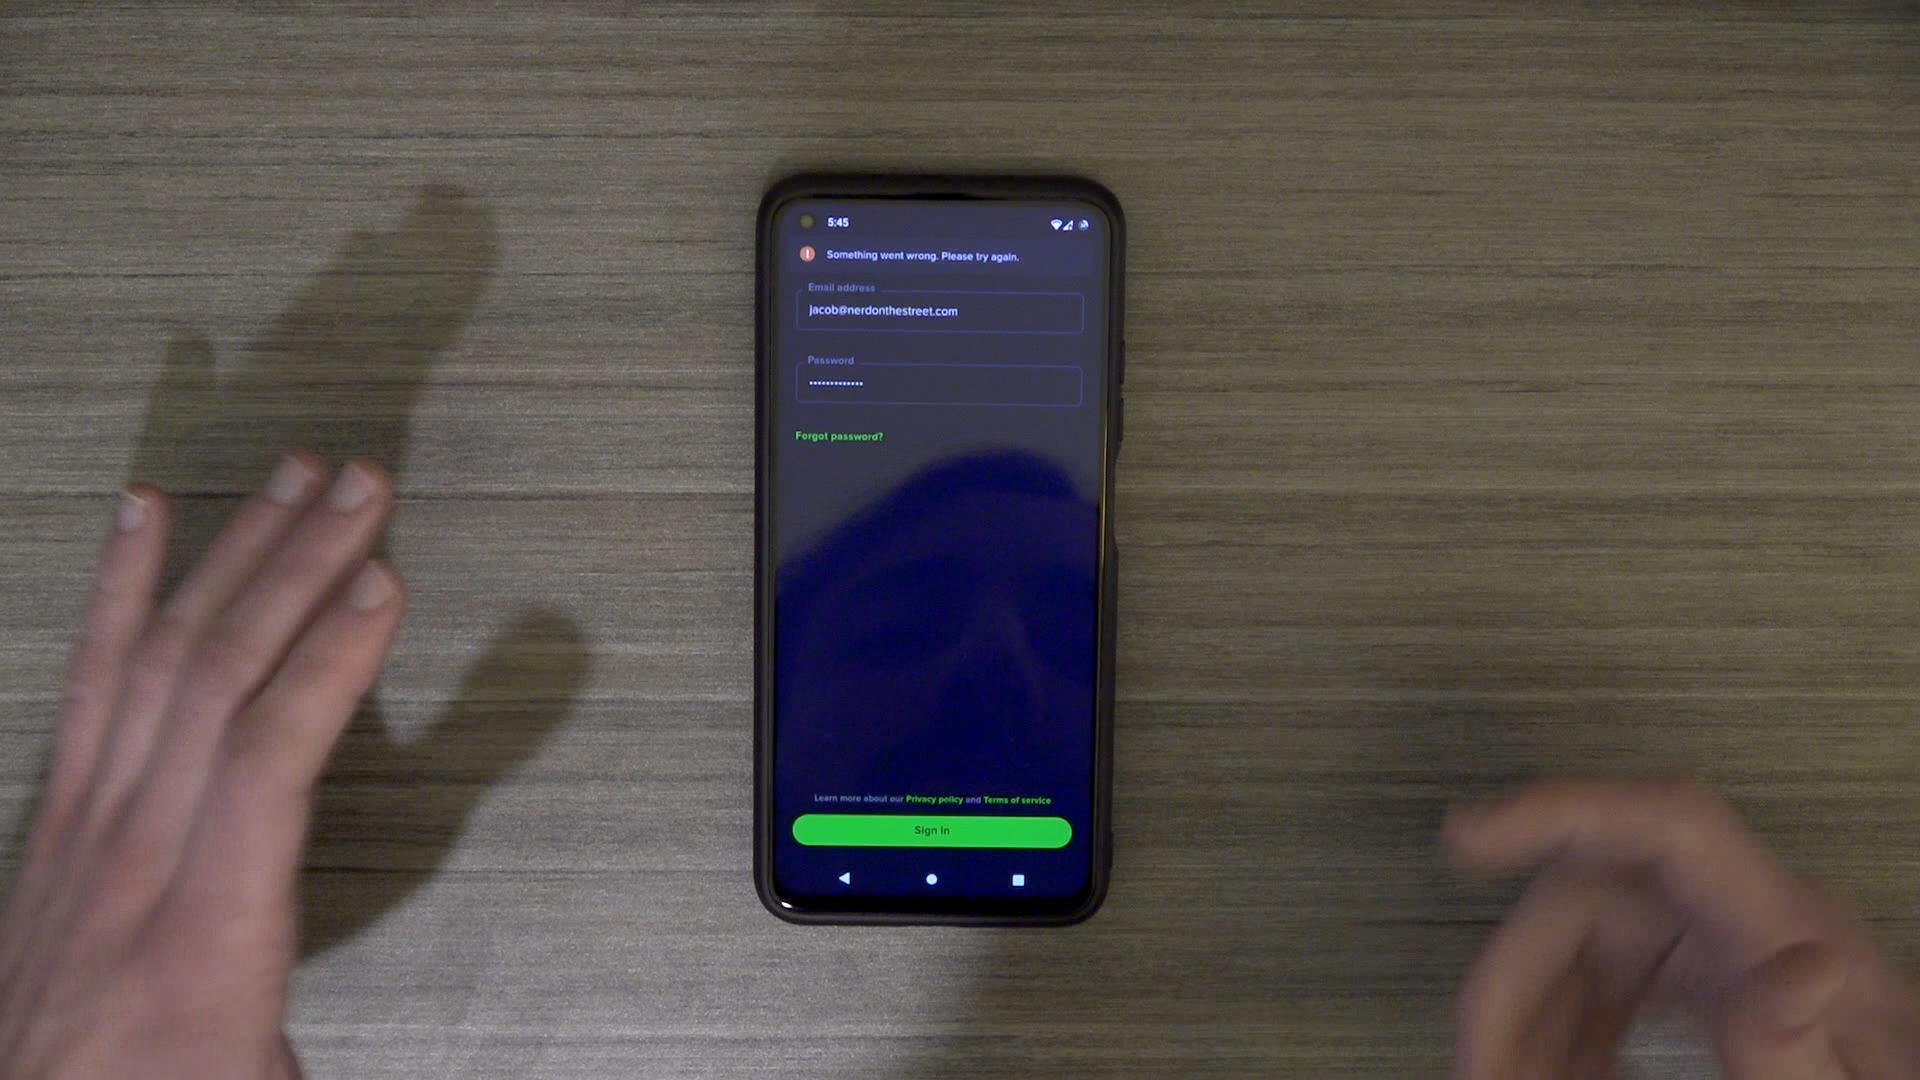 5:45
Something went wrong. Please try again.
Email address
jacob@nerdonthestreet.com
Password
•••••••••••••
Forgot password?
Learn more about our Privacy policy and Terms of service
Sign in